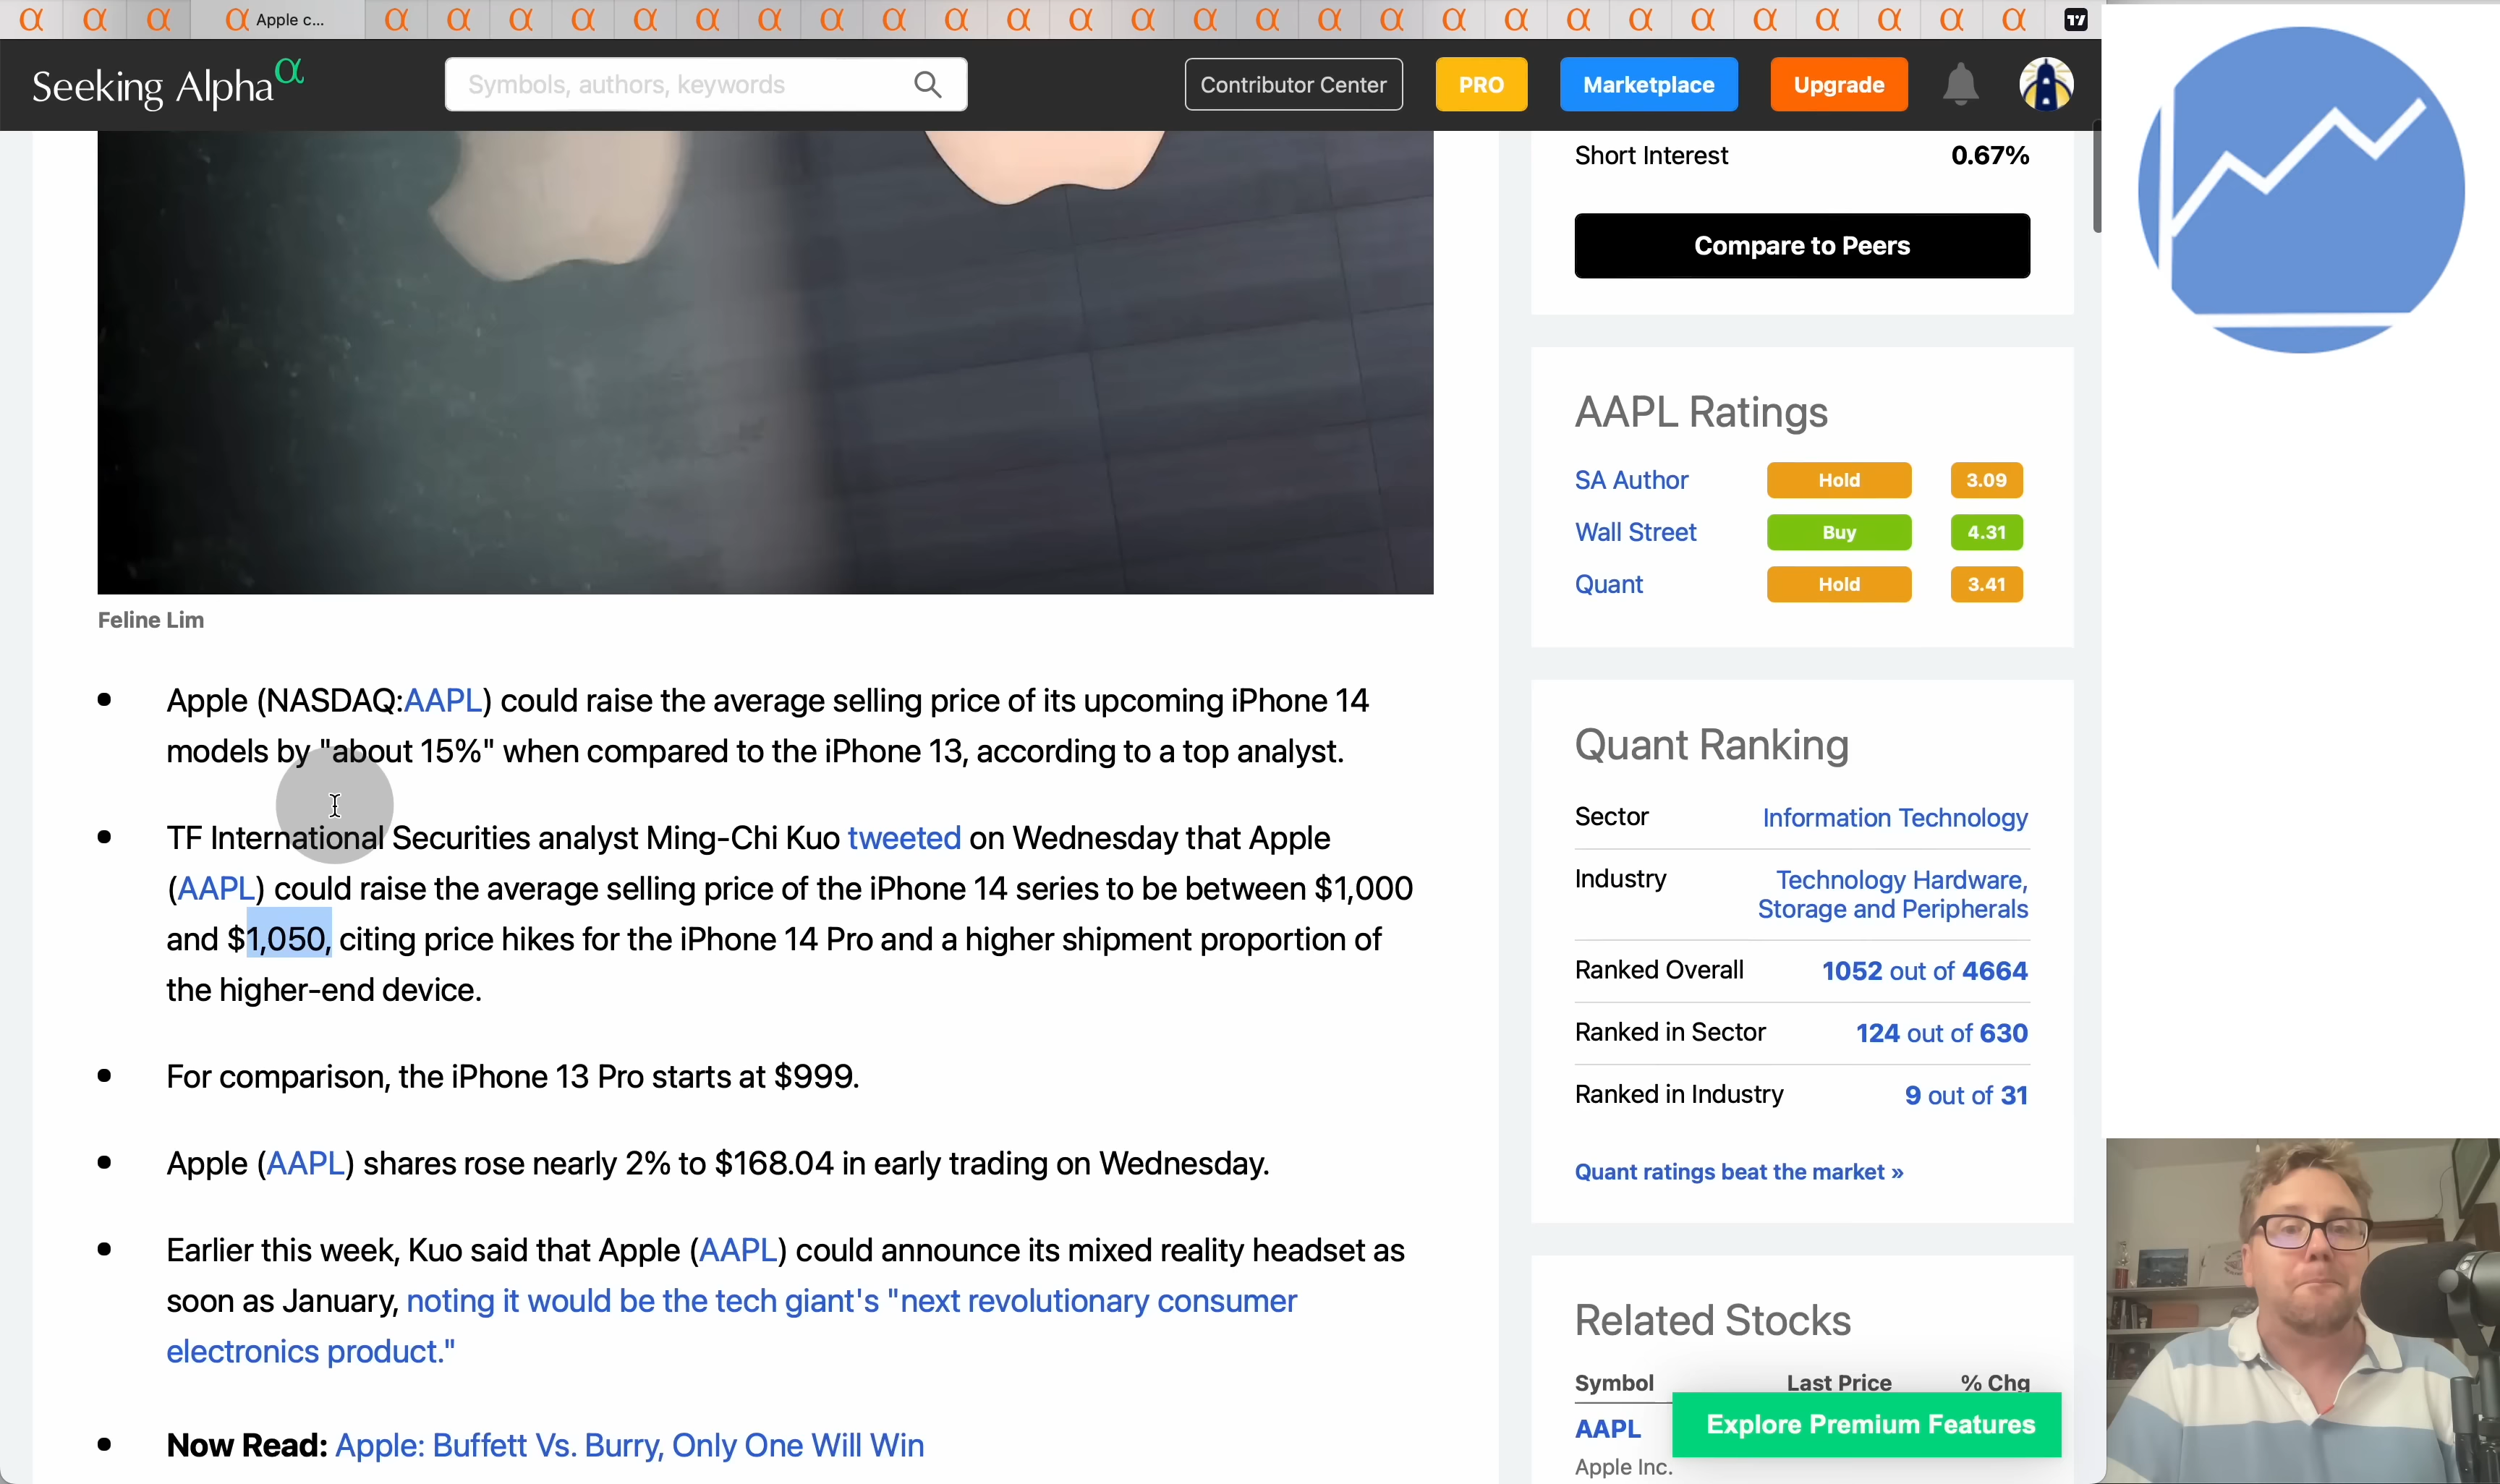 Apple c...
Seeking Alpha α
Symbols, authors, keywords
Contributor Center
PRO
Marketplace
Upgrade
Short Interest 0.67%
Compare to Peers
AAPL Ratings
SA Author Hold 3.09
Wall Street Buy 4.31
Quant Hold 3.41
Feline Lim
Apple (NASDAQ:AAPL) could raise the average selling price of its upcoming iPhone 14
models by "about 15%" when compared to the iPhone 13, according to a top analyst.
TF International Securities analyst Ming-Chi Kuo tweeted on Wednesday that Apple
(AAPL) could raise the average selling price of the iPhone 14 series to be between $1,000
and $1,050, citing price hikes for the iPhone 14 Pro and a higher shipment proportion of
the higher-end device.
For comparison, the iPhone 13 Pro starts at $999.
Apple (AAPL) shares rose nearly 2% to $168.04 in early trading on Wednesday.
Earlier this week, Kuo said that Apple (AAPL) could announce its mixed reality headset as
soon as January, noting it would be the tech giant's "next revolutionary consumer
electronics product."
Now Read: Apple: Buffett Vs. Burry, Only One Will Win
Quant Ranking
Sector Information Technology
Industry Technology Hardware,
Storage and Peripherals
Ranked Overall 1052 out of 4664
Ranked in Sector 124 out of 630
Ranked in Industry 9 out of 31
Quant ratings beat the market »
Related Stocks
Symbol Last Price % Chg
AAPL
Explore Premium Features
Apple Inc.